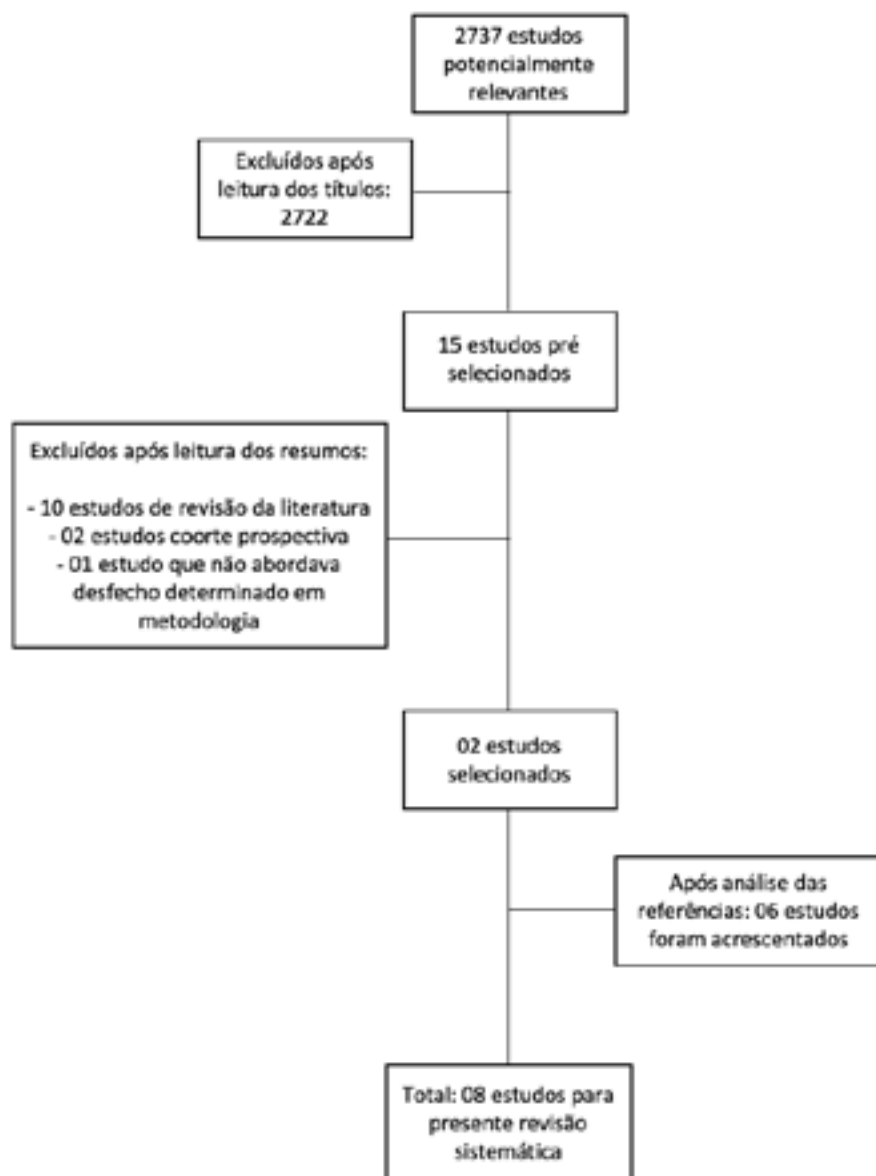 2737 estudos
potencialmente
relevantes
Excluídos após
leitura dos títulos:
2722
15 estudos pré
selecionados
Excluídos após leitura dos resumos:
- 10 estudos de revisão da literatura
- 02 estudos coorte prospectiva
- 01 estudo que não abordava
desfecho determinado em
metodologia
02 estudos
selecionados
Após análise das
referências: 06 estudos
foram acrescentados
Total: 08 estudos para
presente revisão
sistemática